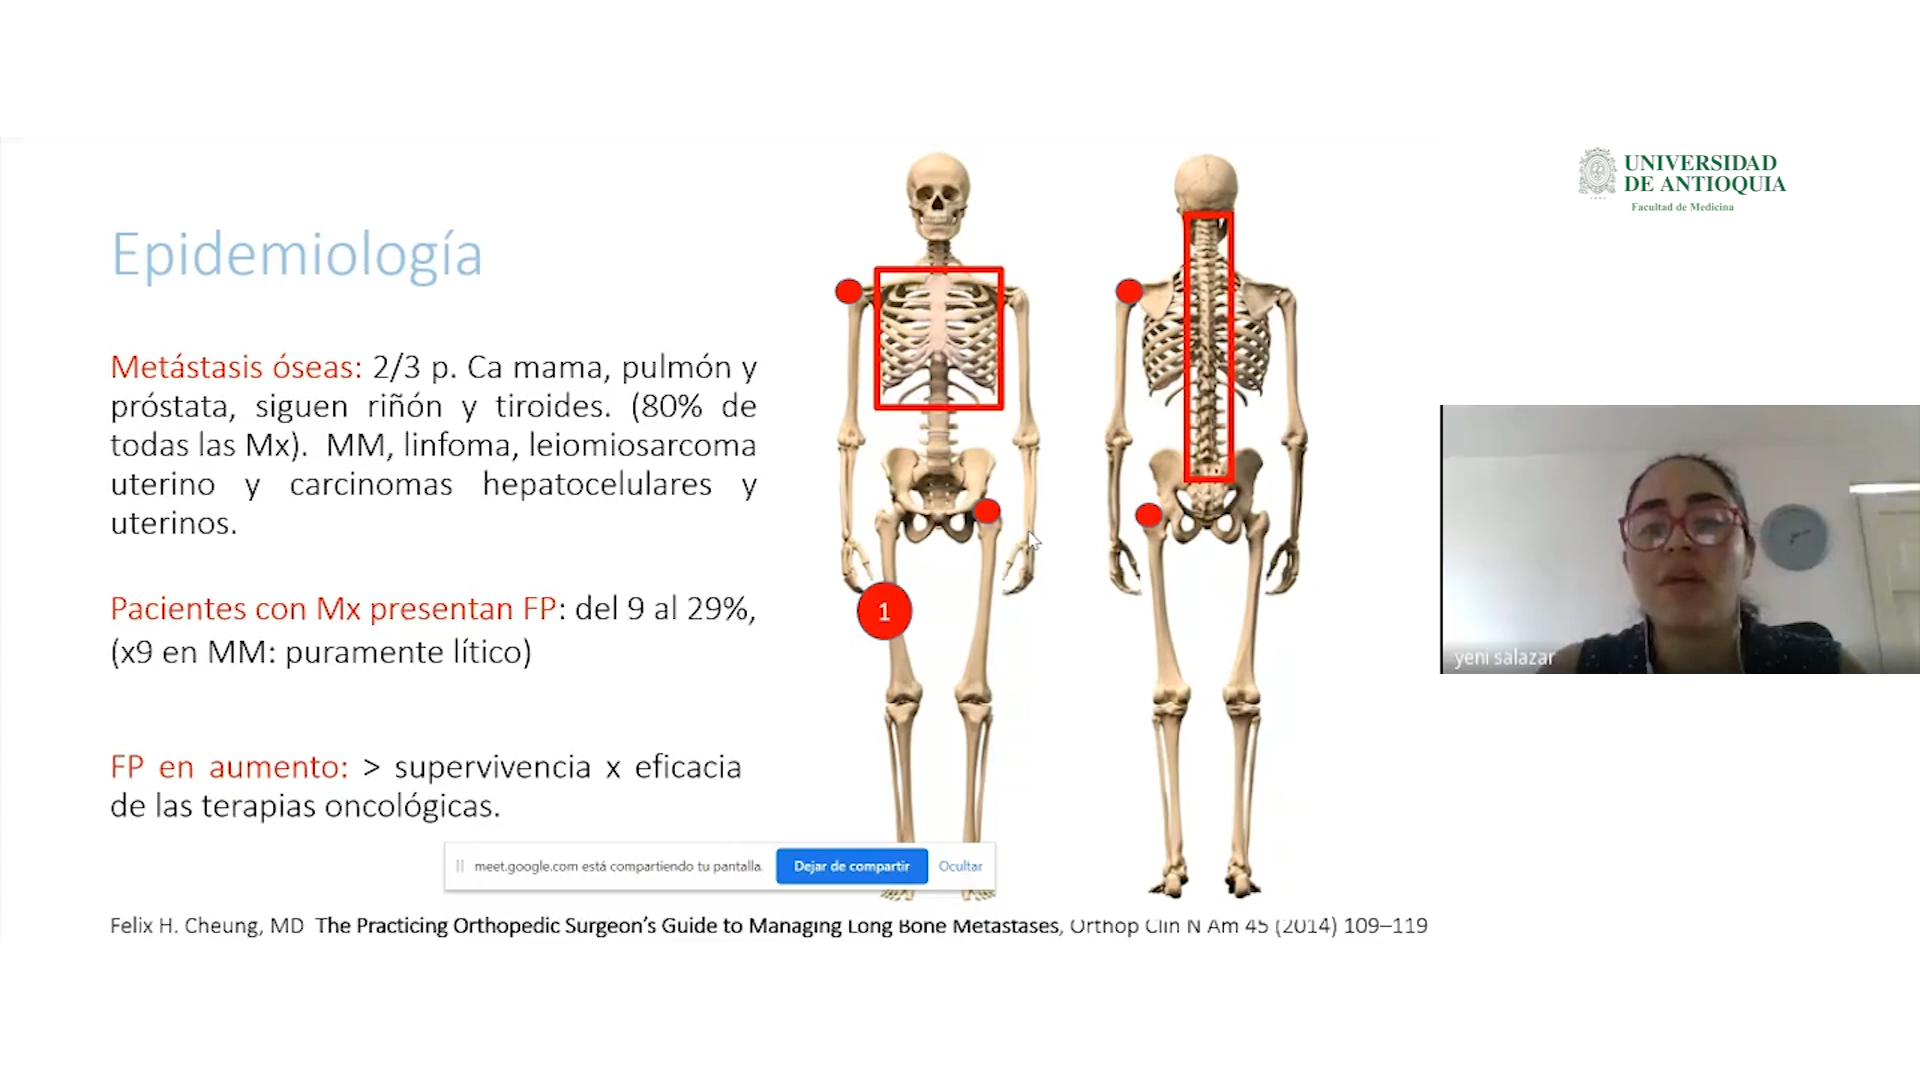 UNIVERSIDAD
DE ANTIOQUIA
Facultad de Medicina
Epidemiología
Metástasis óseas: 2/3 p. Ca mama, pulmón y
próstata, siguen riñón y tiroides. (80% de
todas las Mx). MM, linfoma, leiomiosarcoma
uterino y carcinomas hepatocelulares y
uterinos.
Pacientes con Mx presentan FP: del 9 al 29%,
(x9 en MM: puramente lítico)
FP en aumento: > supervivencia x eficacia
de las terapias oncológicas.
1
yeni salazar
meet.google.com está compartiendo tu pantalla. Dejar de compartir Ocultar
Felix H. Cheung, MD The Practicing Orthopedic Surgeon's Guide to Managing Long Bone Metastases, Orthop Clin N Am 45 (2014) 109–119